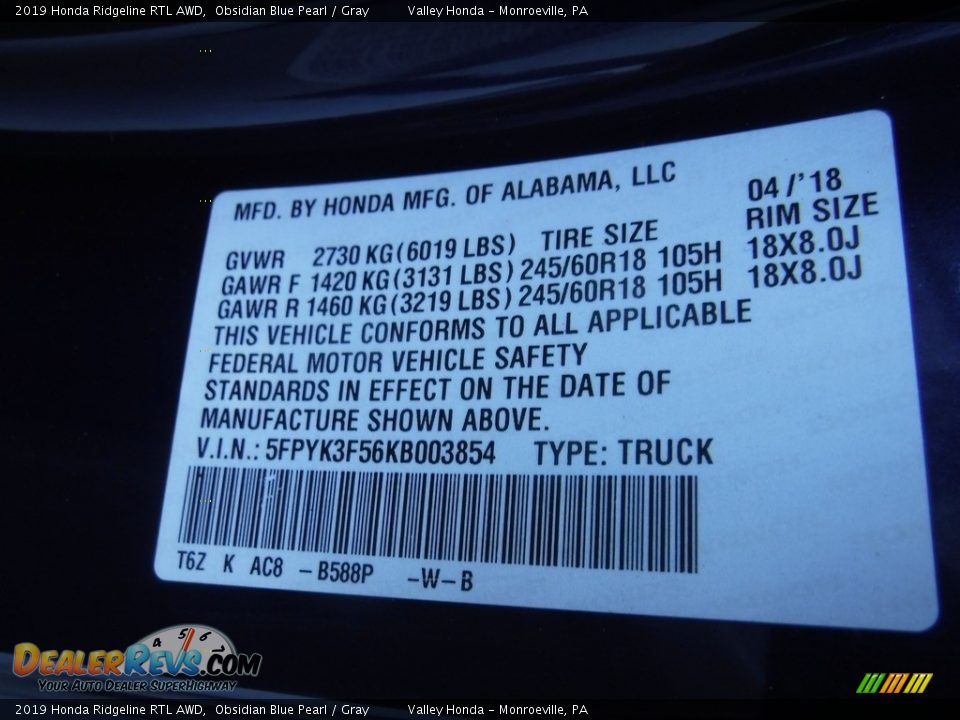 2019 Honda Ridgeline RTL AWD, Obsidian Blue Pearl / Gray Valley Honda - Monroeville, PA
MFD. BY HONDA MFG. OF ALABAMA, LLC 04/'18
GVWR 2730 KG(6019 LBS) TIRE SIZE RIM SIZE
GAWR F 1420 KG(3131 LBS) 245/60R18 105H 18X8.0J
GAWR R 1460 KG(3219 LBS) 245/60R18 105H 18X8.0J
THIS VEHICLE CONFORMS TO ALL APPLICABLE
FEDERAL MOTOR VEHICLE SAFETY
STANDARDS IN EFFECT ON THE DATE OF
MANUFACTURE SHOWN ABOVE.
V.I.N.: 5FPYK3F56KB003854 TYPE: TRUCK
T6Z K AC8 -B588P -W-B
4 5 6 7
DEALERREVS.COM
YOUR AUTO DEALER SUPERHIGHWAY
2019 Honda Ridgeline RTL AWD, Obsidian Blue Pearl / Gray Valley Honda - Monroeville, PA